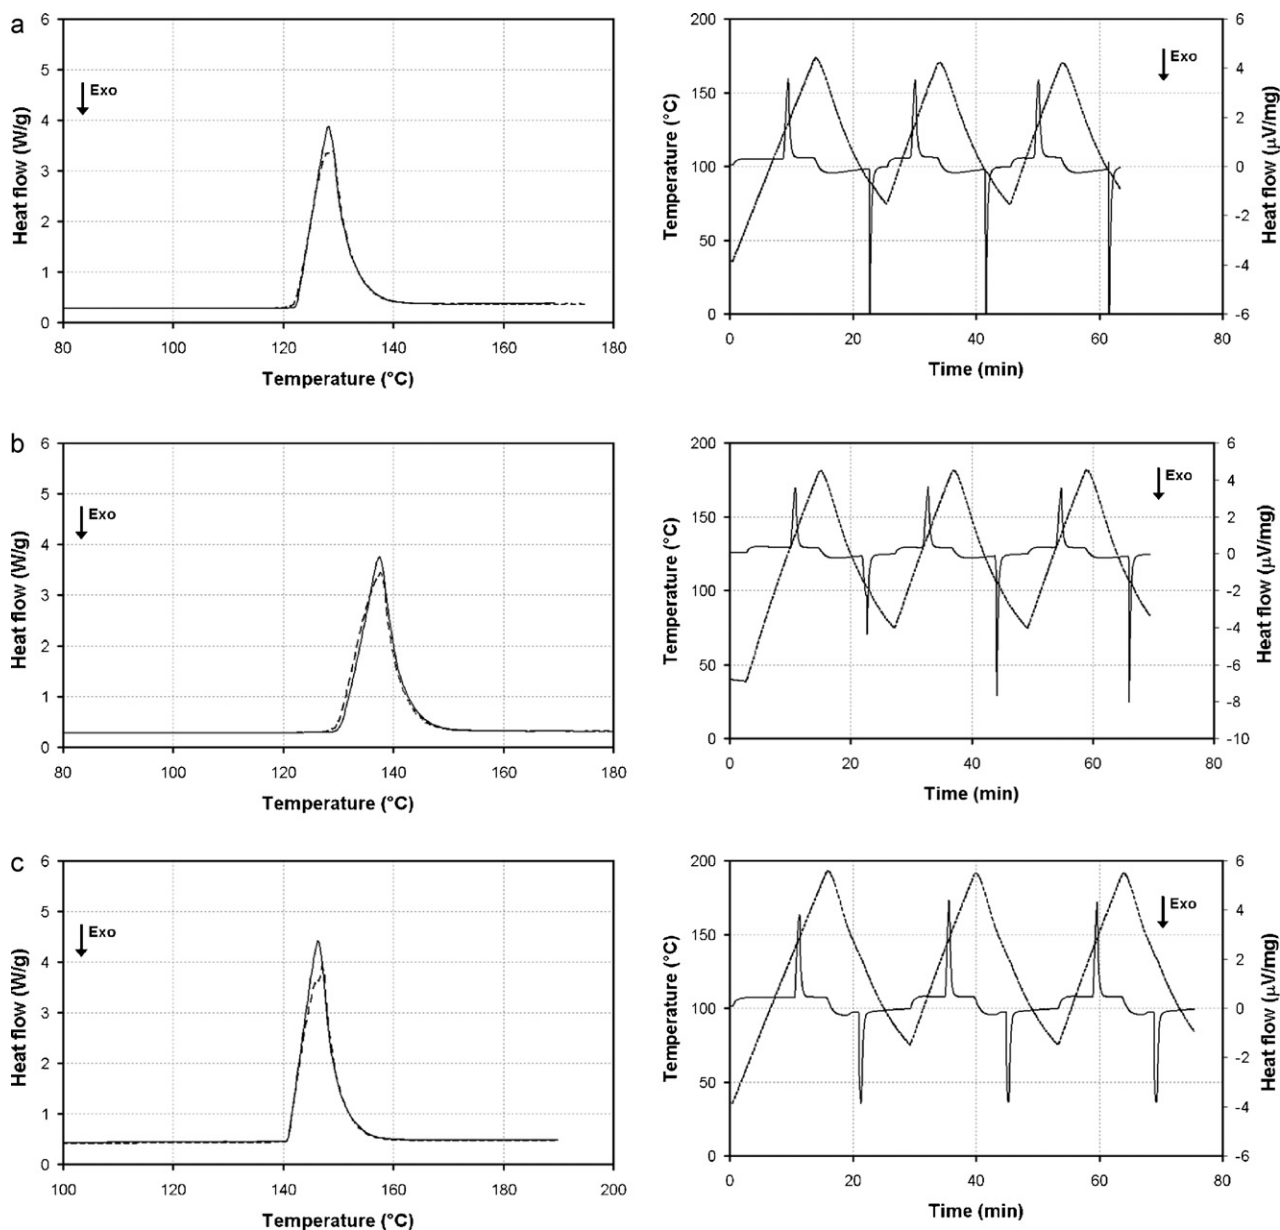 a
6
5
4
3
2
1
0
Heat flow (W/g)
Exo
80 100 120 140 160 180
Temperature (°C)
200
150
100
50
0
Temperature (°C)
Exo
6
4
2
0
-2
-4
-6
Heat flow (µV/mg)
0 20 40 60 80
Time (min)
b
6
5
4
3
2
1
0
Heat flow (W/g)
Exo
80 100 120 140 160 180
Temperature (°C)
200
150
100
50
0
Temperature (°C)
Exo
6
4
2
0
-2
-4
-6
-8
-10
Heat flow (µV/mg)
0 20 40 60 80
Time (min)
c
6
5
4
3
2
1
0
Heat flow (W/g)
Exo
100 120 140 160 180 200
Temperature (°C)
200
150
100
50
0
Temperature (°C)
Exo
6
4
2
0
-2
-4
-6
Heat flow (µV/mg)
0 20 40 60 80
Time (min)